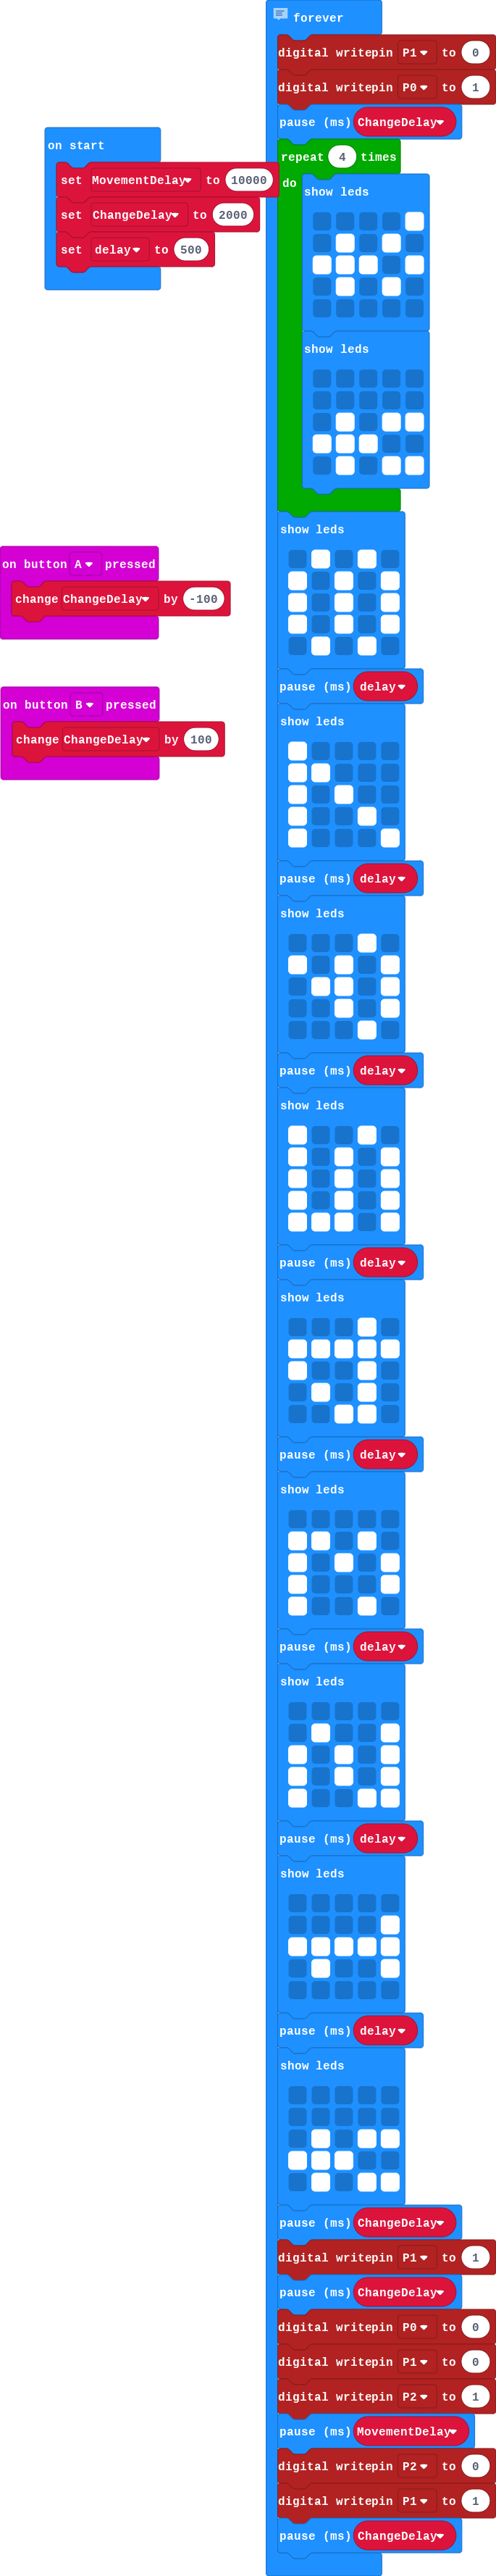 forever
digital writepin P1 to 0
digital writepin P0 to 1
pause (ms) ChangeDelay
repeat 4 times
do
show leds
show leds
on start
set MovementDelay to 10000
set ChangeDelay to 2000
set delay to 500
show leds
on button A pressed
change ChangeDelay by -100
pause (ms) delay
on button B pressed
change ChangeDelay by 100
show leds
pause (ms) delay
show leds
pause (ms) delay
show leds
pause (ms) delay
show leds
pause (ms) delay
show leds
pause (ms) delay
show leds
pause (ms) delay
show leds
pause (ms) delay
show leds
pause (ms) ChangeDelay
digital writepin P1 to 1
pause (ms) ChangeDelay
digital writepin P0 to 0
digital writepin P1 to 0
digital writepin P2 to 1
pause (ms) MovementDelay
digital writepin P2 to 0
digital writepin P1 to 1
pause (ms) ChangeDelay